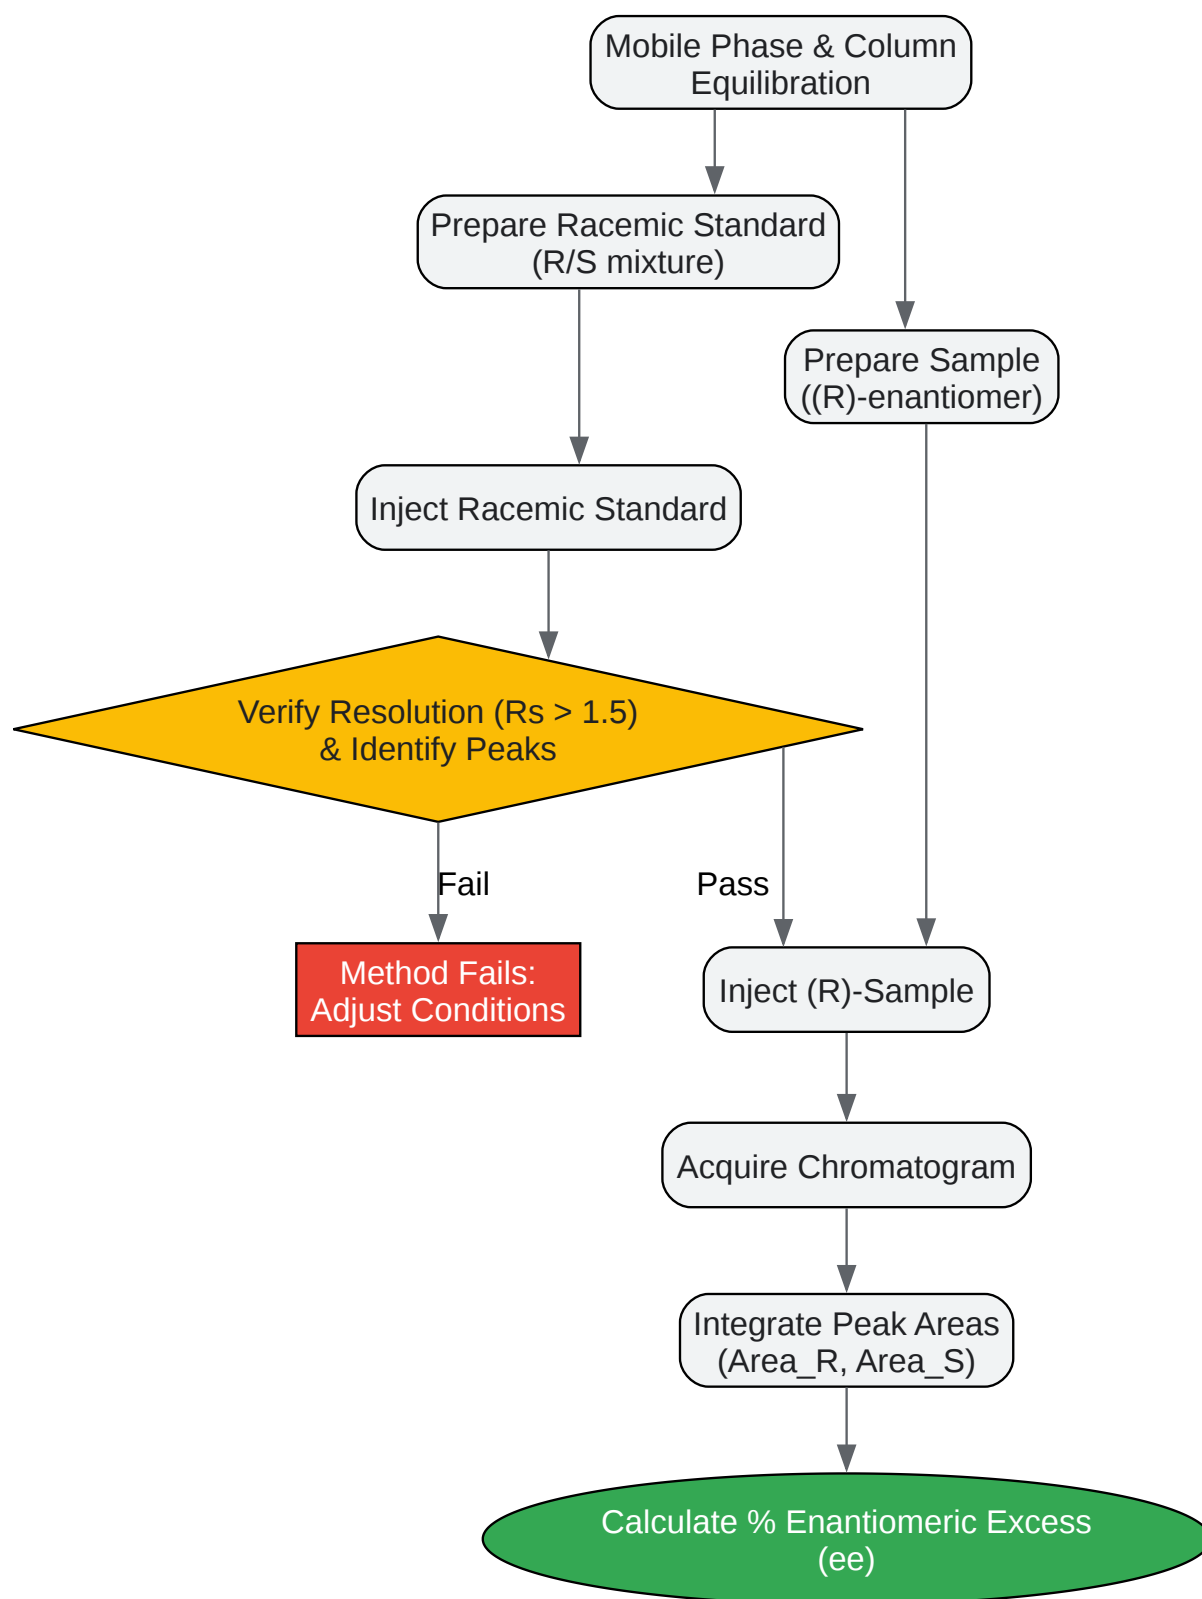 Mobile Phase & Column
Equilibration
Prepare Racemic Standard
(R/S mixture)
Prepare Sample
((R)-enantiomer)
Inject Racemic Standard
Verify Resolution (Rs > 1.5)
& Identify Peaks
Fail
Pass
Method Fails:
Adjust Conditions
Inject (R)-Sample
Acquire Chromatogram
Integrate Peak Areas
(Area_R, Area_S)
Calculate % Enantiomeric Excess
(ee)